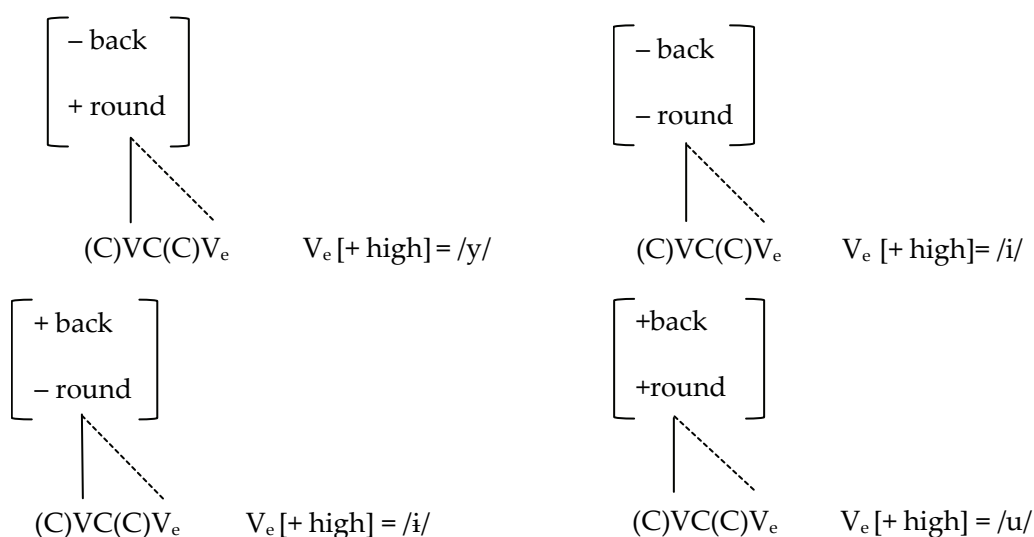 – back
+ round
(C)VC(C)Vₑ Vₑ [+ high] = /y/
– back
– round
(C)VC(C)Vₑ Vₑ [+ high]= /i/
+ back
– round
(C)VC(C)Vₑ Vₑ [+ high] = /ɨ/
+back
+round
(C)VC(C)Vₑ Vₑ [+ high] = /u/